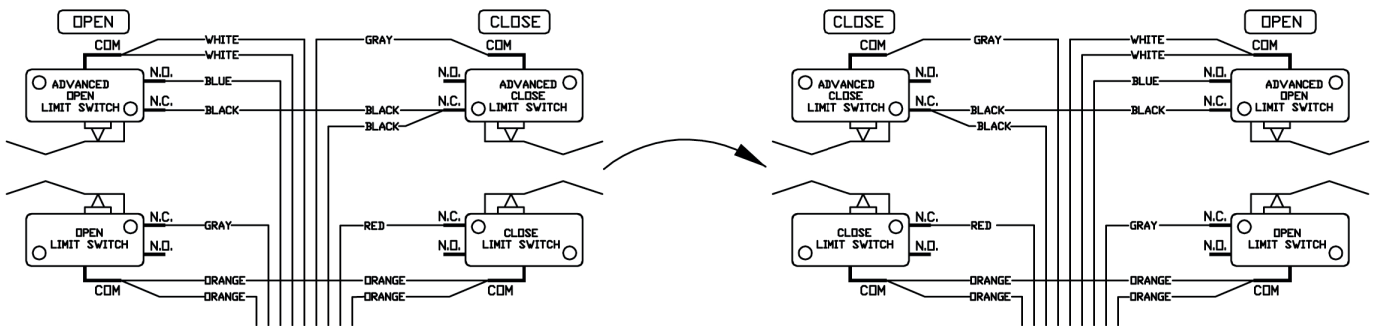 OPEN
CLOSE
CLOSE
OPEN
COM
WHITE
GRAY
COM
COM
GRAY
WHITE
COM
WHITE
WHITE
N.O.
BLUE
N.O.
N.O.
BLUE
N.O.
ADVANCED
OPEN
LIMIT SWITCH
ADVANCED
CLOSE
LIMIT SWITCH
ADVANCED
CLOSE
LIMIT SWITCH
ADVANCED
OPEN
LIMIT SWITCH
N.C.
BLACK
BLACK
N.C.
N.C.
BLACK
BLACK
N.C.
BLACK
BLACK
N.C.
GRAY
RED
N.C.
N.C.
RED
GRAY
N.C.
OPEN
LIMIT SWITCH
CLOSE
LIMIT SWITCH
CLOSE
LIMIT SWITCH
OPEN
LIMIT SWITCH
N.O.
N.O.
N.O.
N.O.
ORANGE
ORANGE
ORANGE
ORANGE
COM
ORANGE
ORANGE
COM
COM
ORANGE
ORANGE
COM